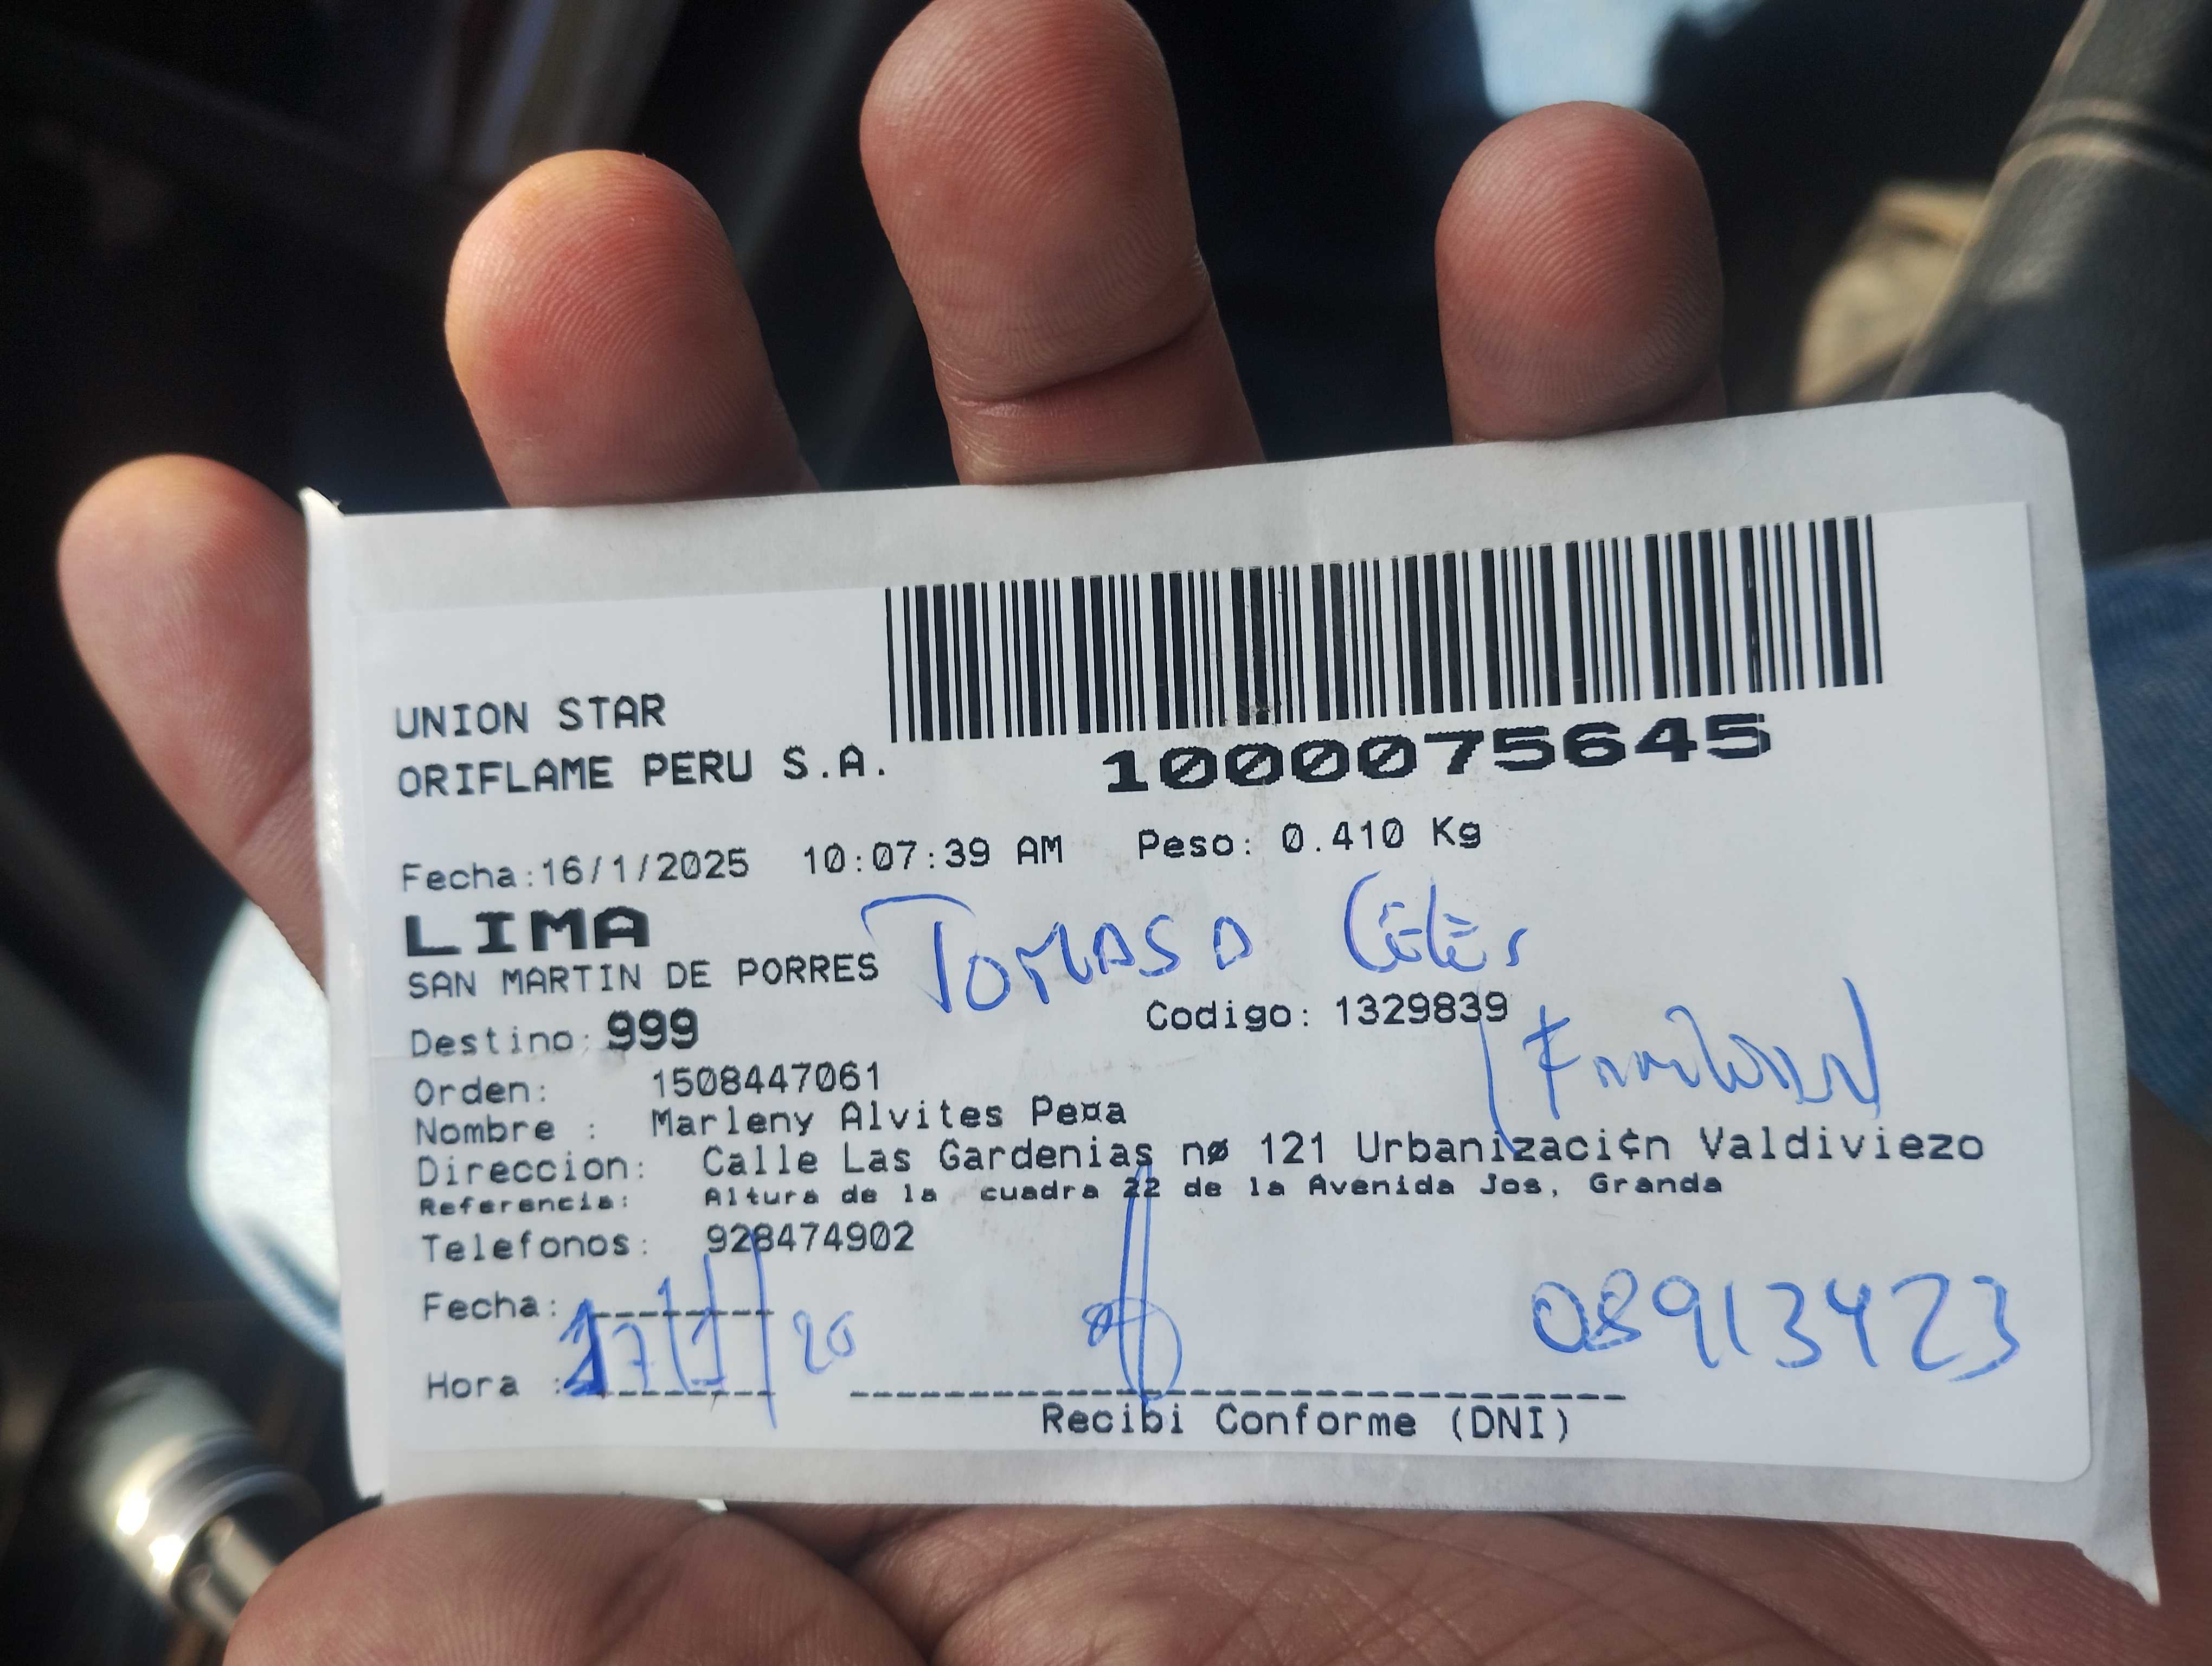 UNION STAR
ORIFLAME PERU S.A.
1000075645
Fecha:16/1/2025 10:07:39 AM Peso: 0.410 Kg
LIMA
SAN MARTIN DE PORRES
TOMASA
Destino: 999 Codigo: 1329839
Orden: 1508447061
Nombre : Marleny Alvites Pe¤a
Direccion: Calle Las Gardenias nø 121 Urbanizaci¢n Valdiviezo
Referencia: Altura de la cuadra 22 de la Avenida Jos‚ Granda
Telefonos: 928474902
Fecha:
17/1/
08913423
Hora :
Recibi Conforme (DNI)